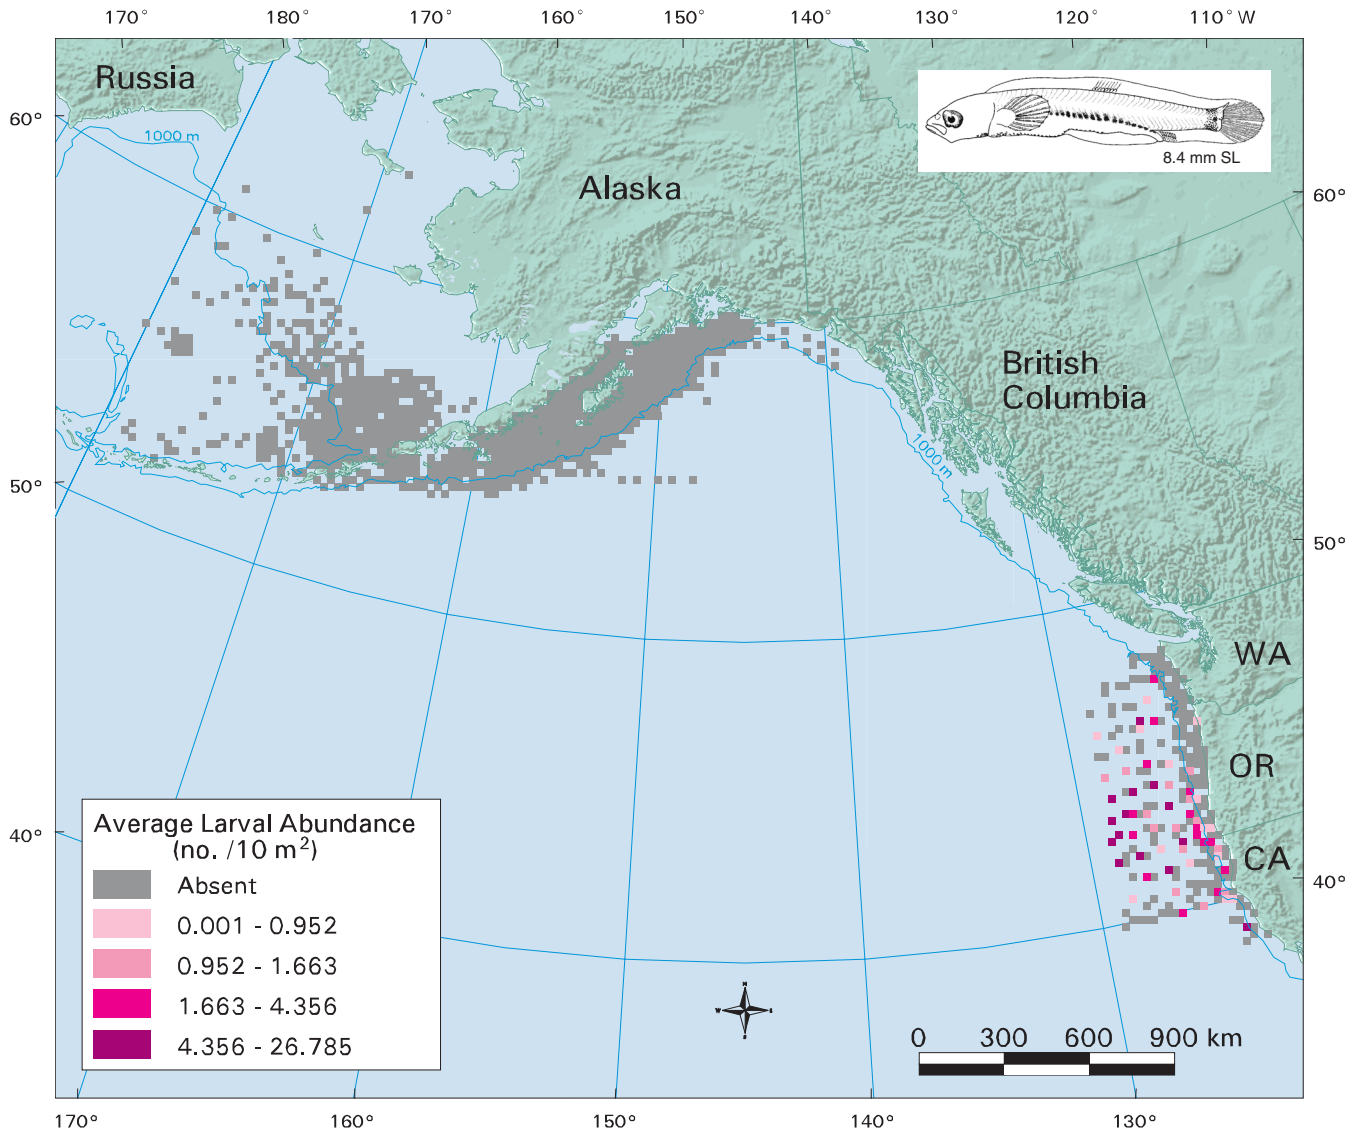 170°
180°
170°
160°
150°
140°
130°
120°
110° W
Russia
60°
1000 m
8.4 mm SL
Alaska
60°
British
Columbia
1000 m
50°
50°
WA
OR
CA
40°
40°
Average Larval Abundance
(no. /10 m²)
Absent
0.001 - 0.952
0.952 - 1.663
1.663 - 4.356
4.356 - 26.785
N
W
S
0 300 600 900 km
170°
160°
150°
140°
130°